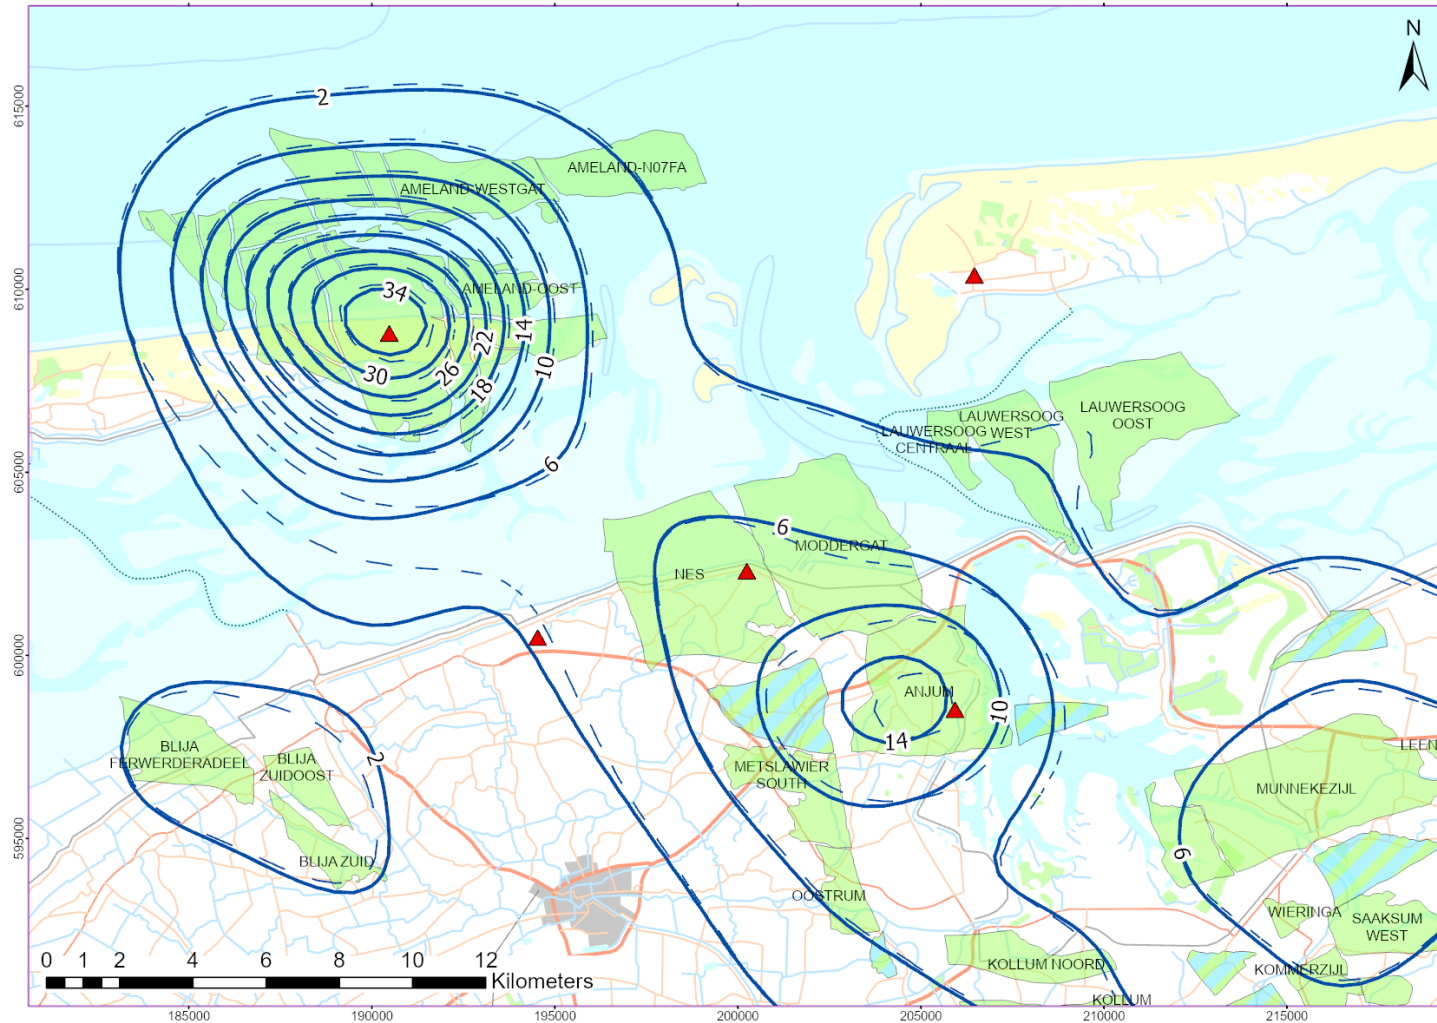 N
615000
2
AMELAND-N07FA
AMELAND-WESTGAT
610000
AMELAND-OOST
34
14
22
10
30
26
18
LAUWERSOOG
OOST
LAUWERSOOG
WEST
LAUWERSOOG
CENTRAAL
605000
6
6
MODDERGAT
NES
600000
ANJUM
10
14
BLIJA
FERWERDERADEEL
2
BLIJA
ZUIDOOST
METSLAWIER
SOUTH
LEEN
MUNNEKEZIJL
595000
6
BLIJA ZUID
OOSTRUM
WIERINGA
SAAKSUM
WEST
KOLLUM NOORD
KOMMERZIJL
KOLLUM
0 1 2 4 6 8 10 12
Kilometers
185000 190000 195000 200000 205000 210000 215000